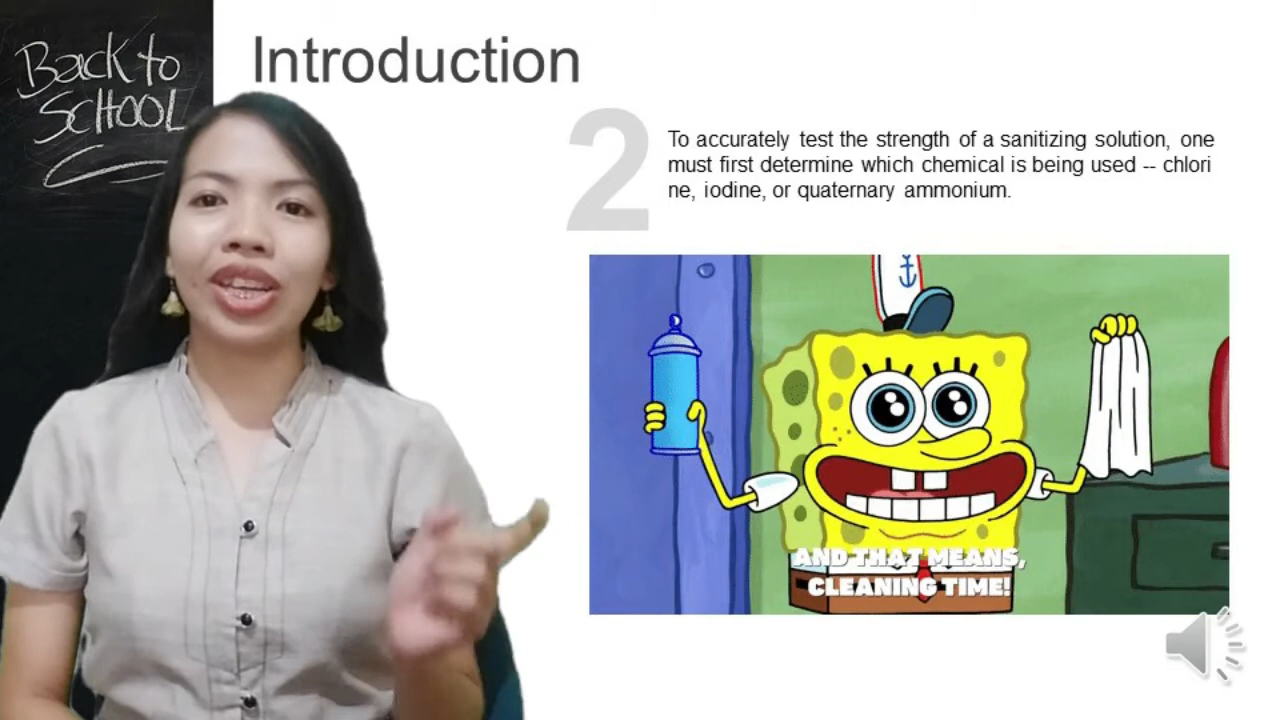 Back to
SCHOOL
Introduction
2
To accurately test the strength of a sanitizing solution, one
must first determine which chemical is being used -- chlori
ne, iodine, or quaternary ammonium.
AND THAT MEANS,
CLEANING TIME!